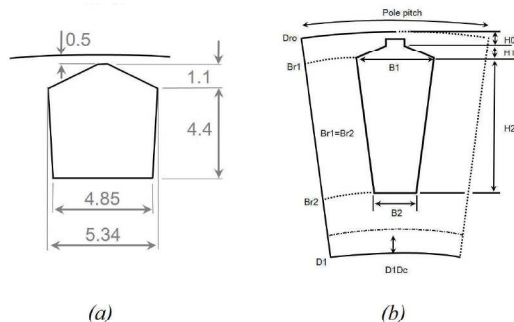 0.5
1.1
4.4
4.85
5.34
(a)
Pole pitch
Dro
H0
H1
Br1
B1
Br1=Br2
H2
Br2
B2
D1
D1Dc
(b)